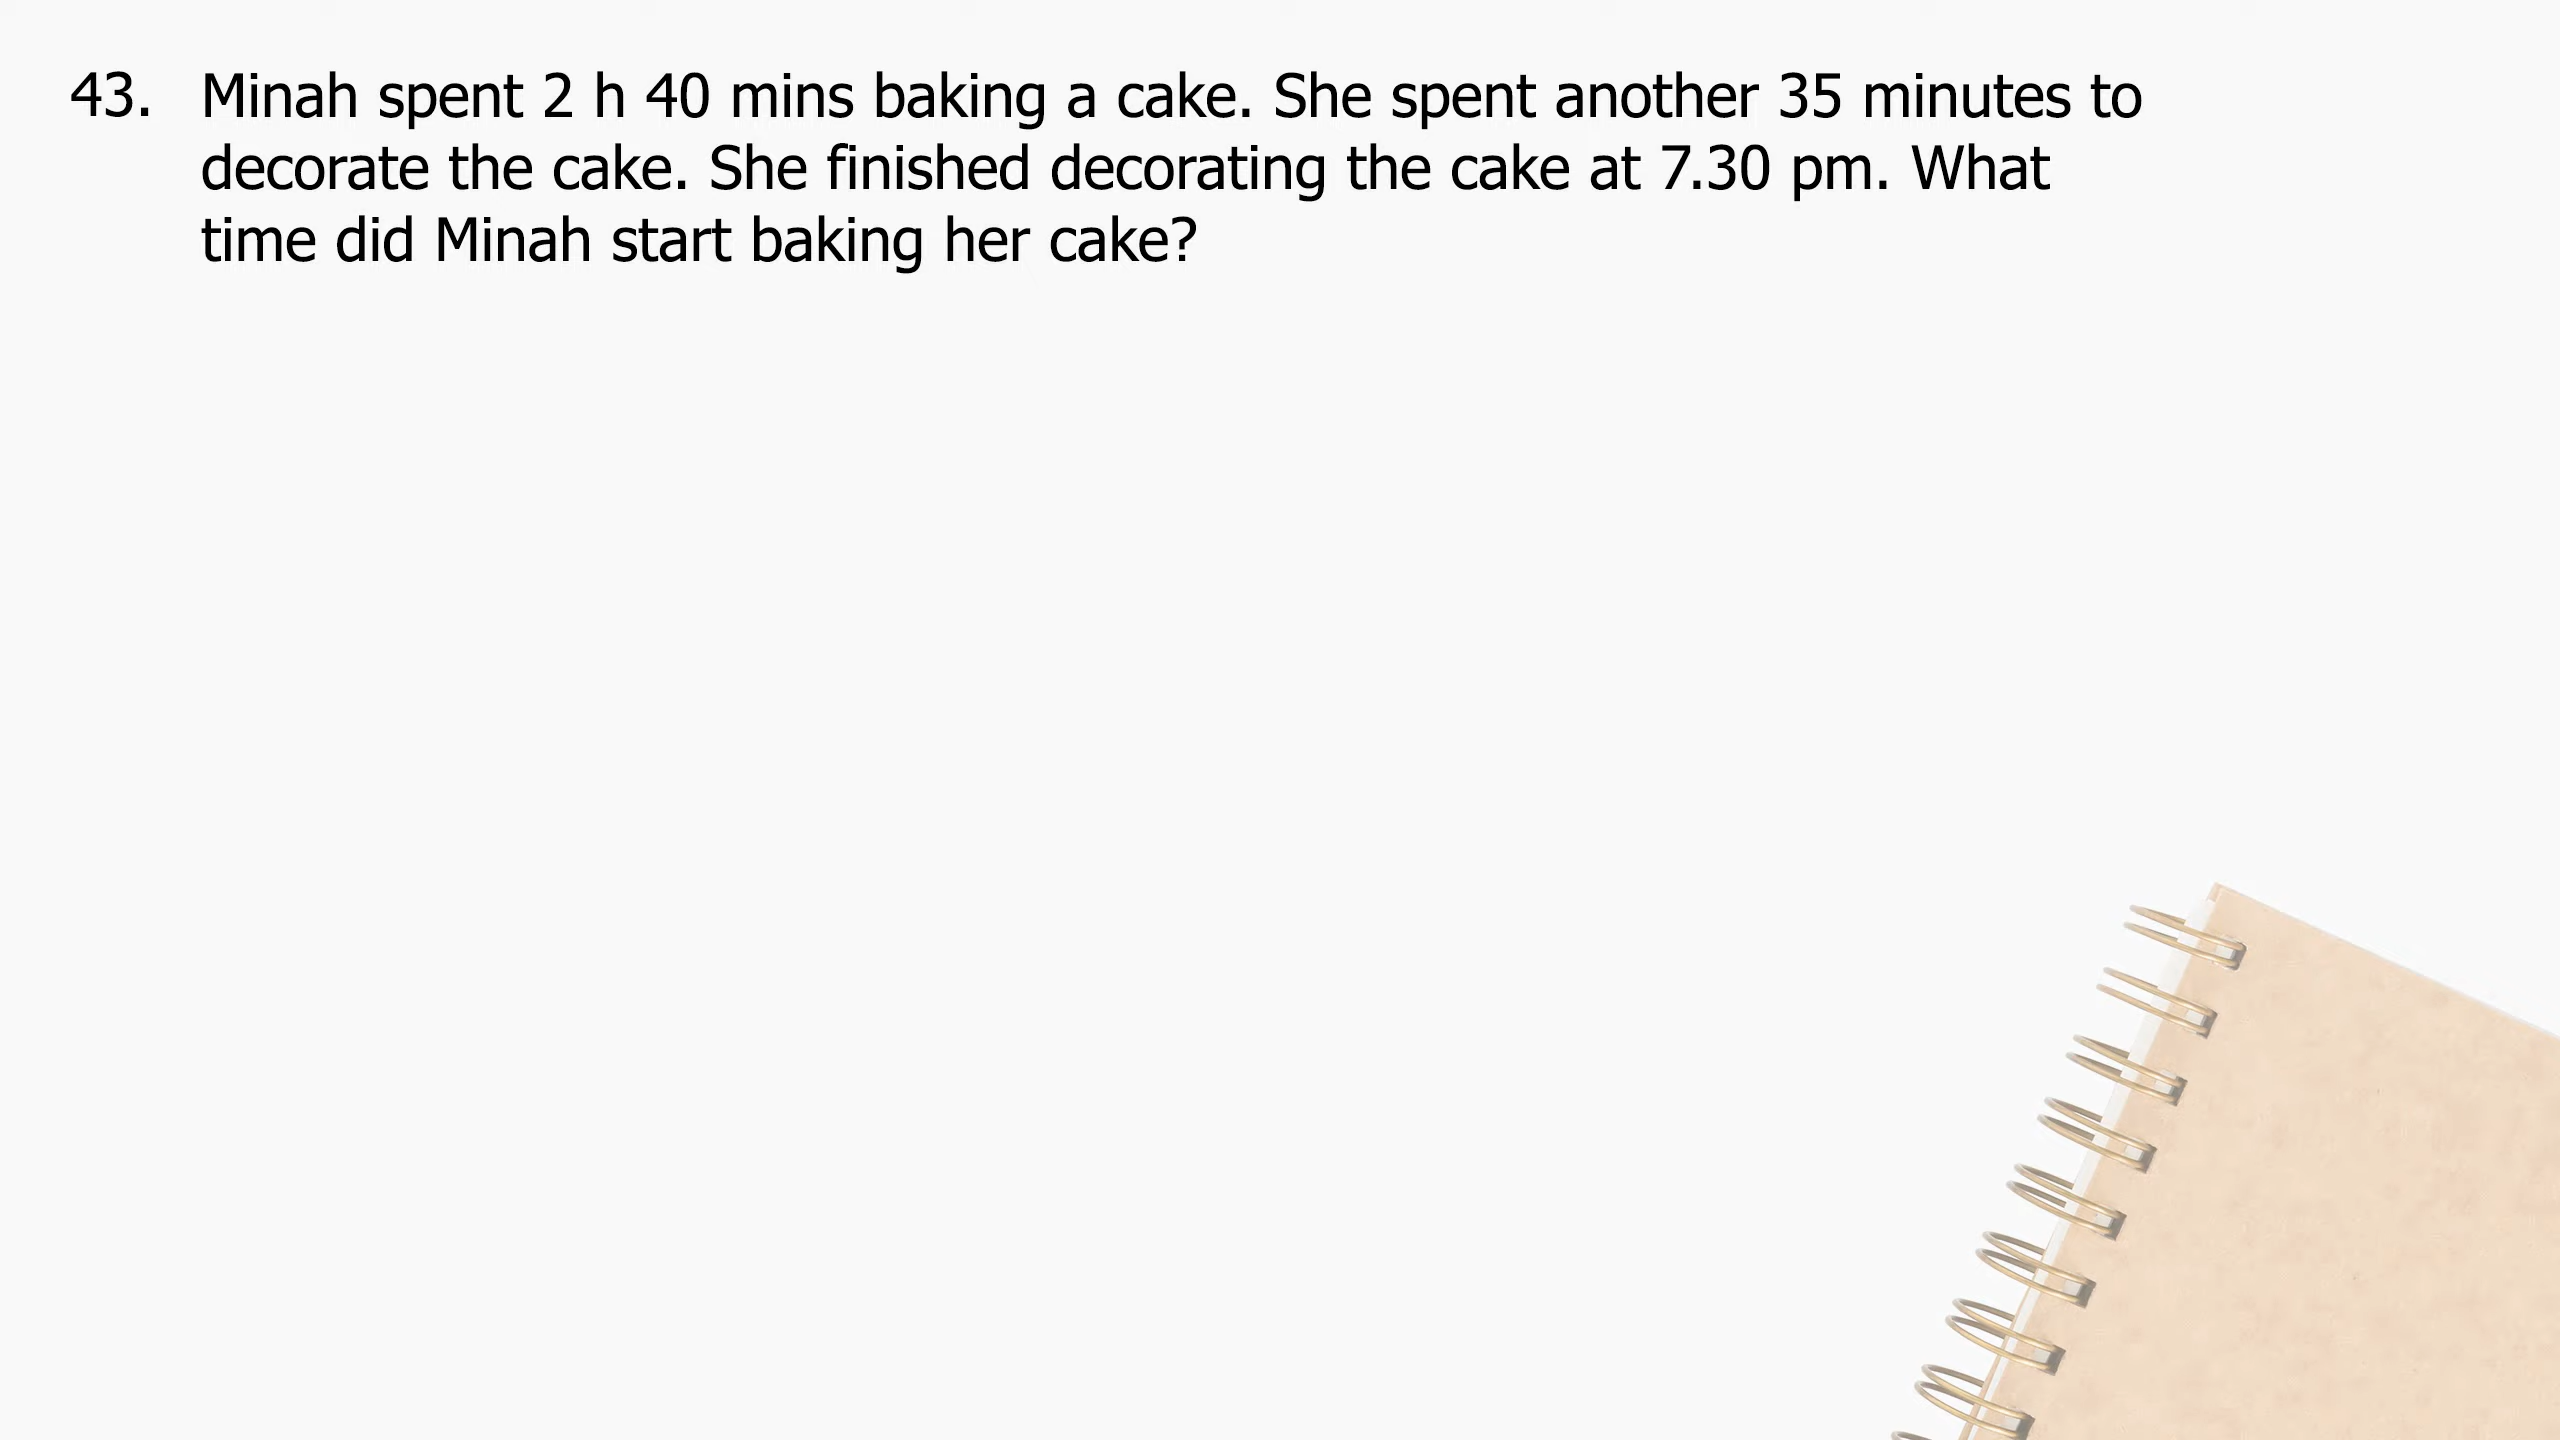 43. Minah spent 2 h 40 mins baking a cake. She spent another 35 minutes to
decorate the cake. She finished decorating the cake at 7.30 pm. What
time did Minah start baking her cake?